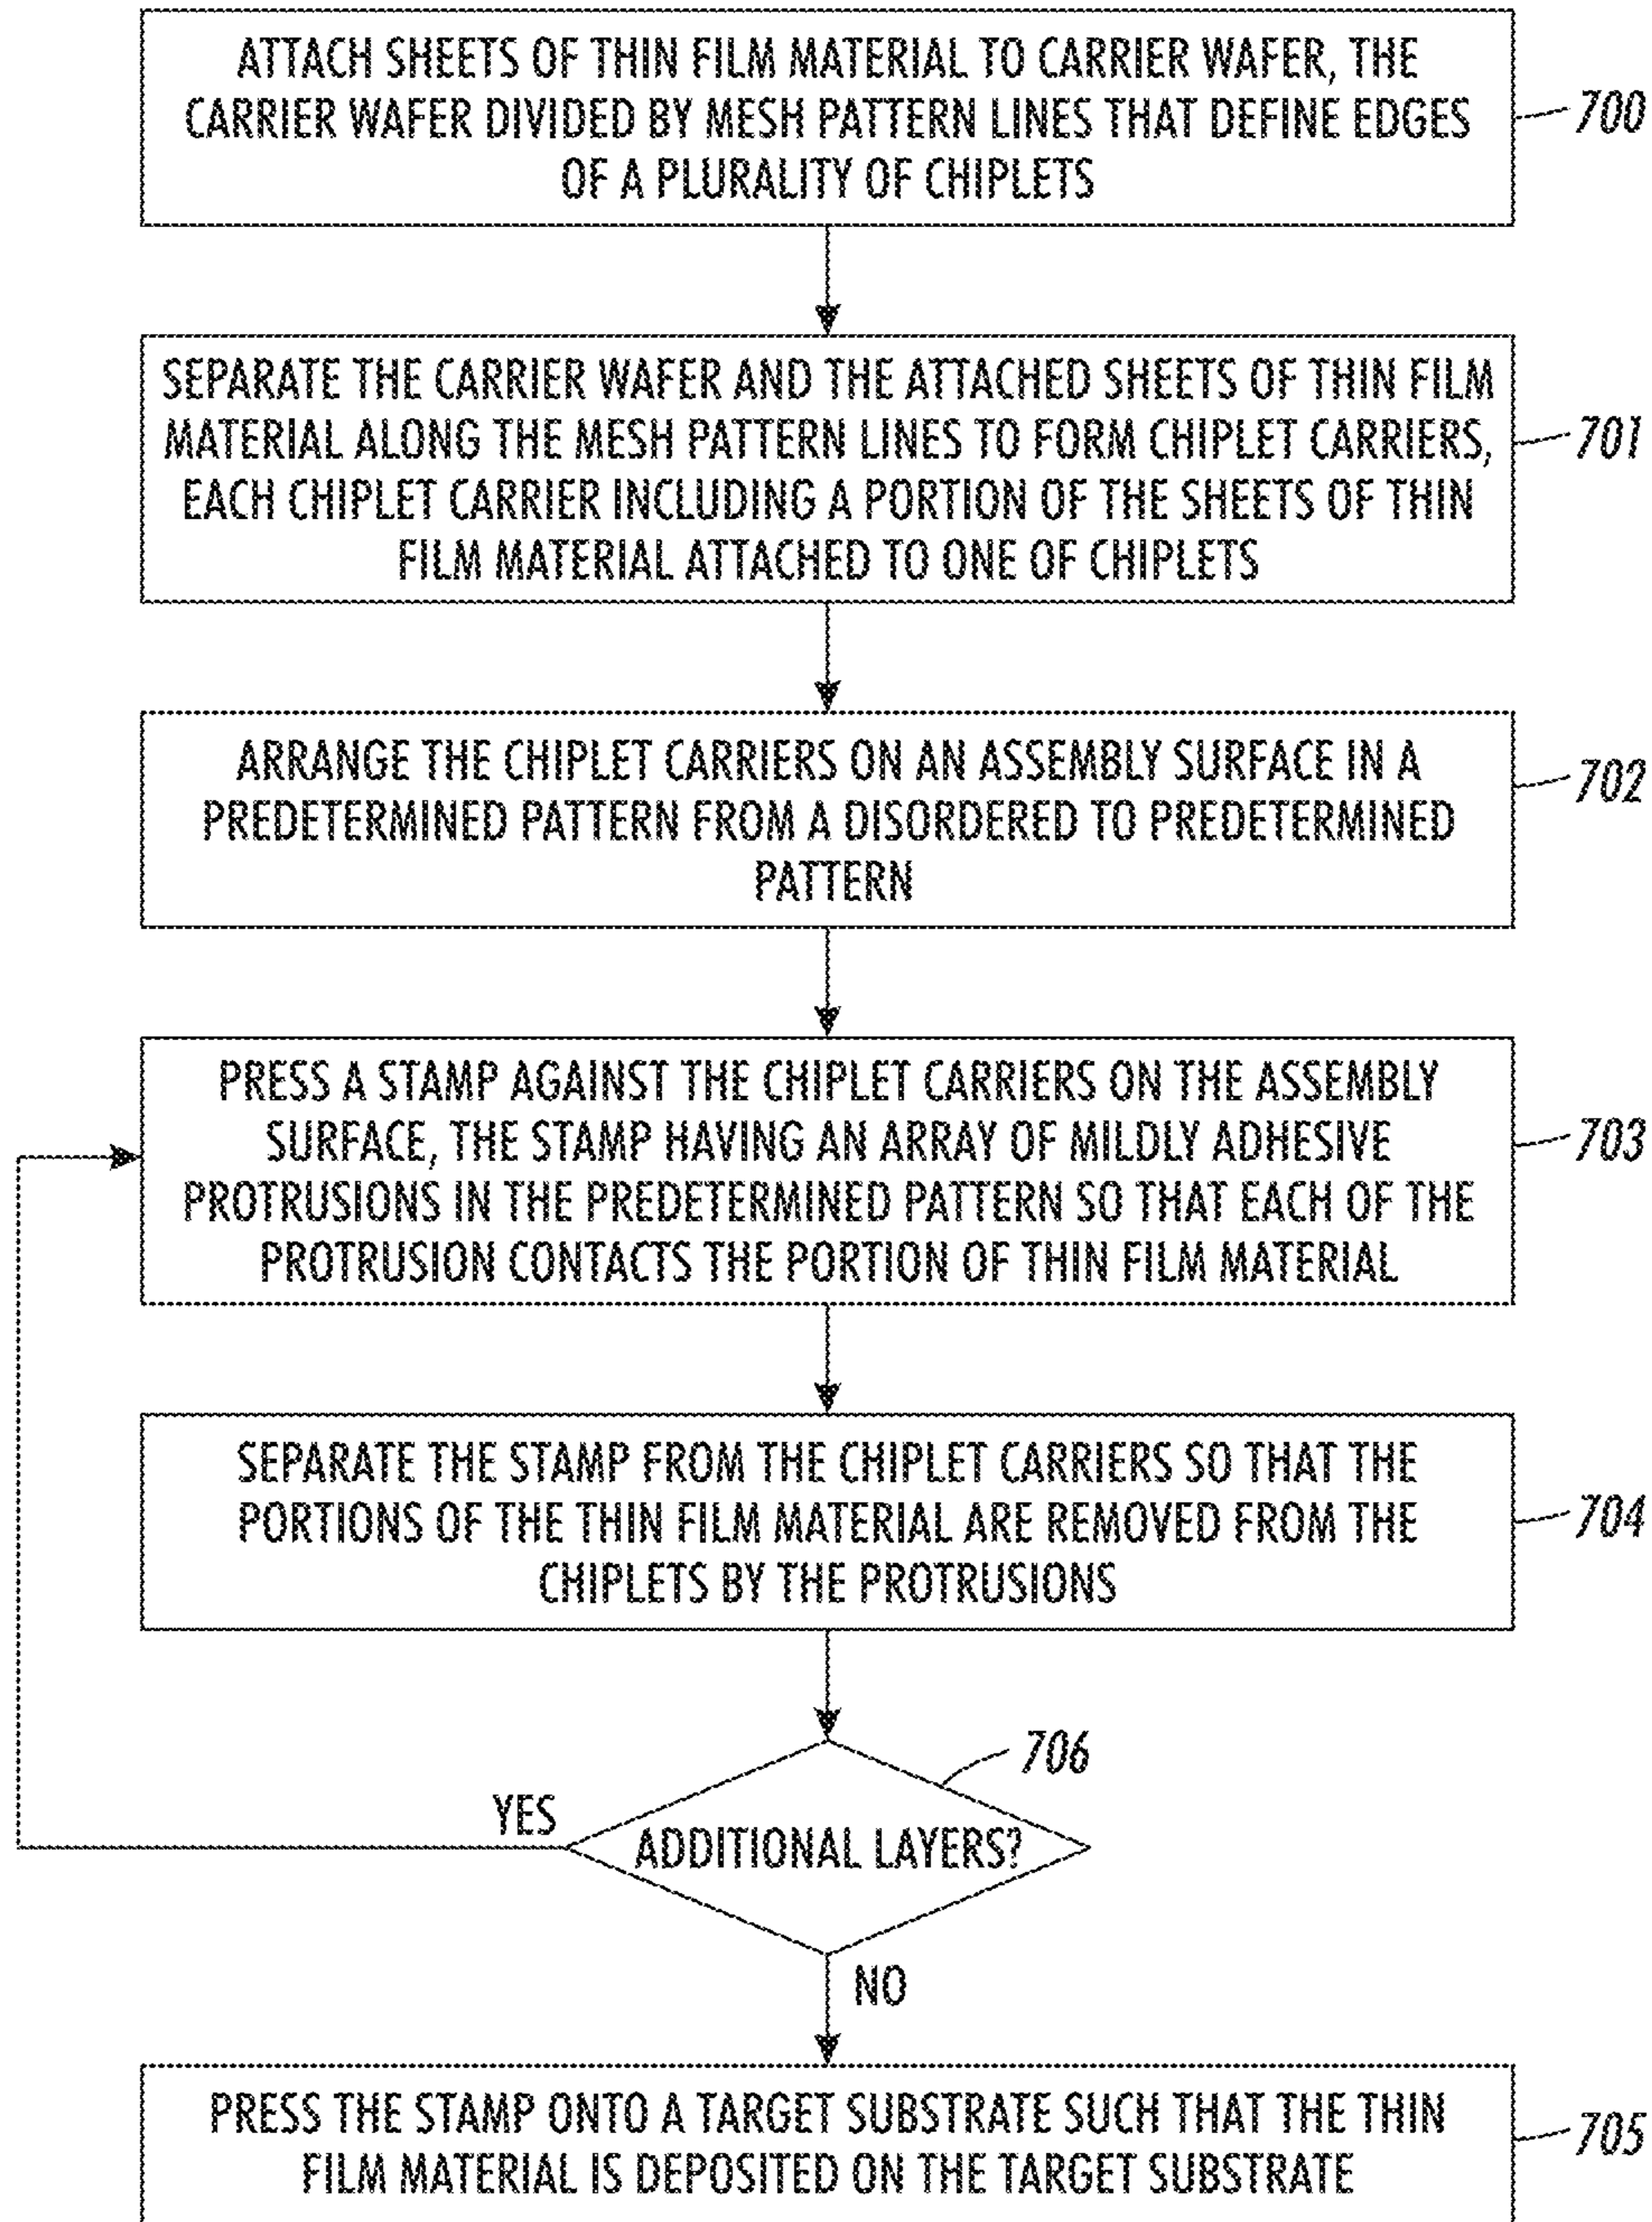 ATTACH SHEETS OF THIN FILM MATERIAL TO CARRIER WAFER, THE
CARRIER WAFER DIVIDED BY MESH PATTERN LINES THAT DEFINE EDGES
OF A PLURALITY OF CHIPLETS
700
SEPARATE THE CARRIER WAFER AND THE ATTACHED SHEETS OF THIN FILM
MATERIAL ALONG THE MESH PATTERN LINES TO FORM CHIPLET CARRIERS,
EACH CHIPLET CARRIER INCLUDING A PORTION OF THE SHEETS OF THIN
FILM MATERIAL ATTACHED TO ONE OF CHIPLETS
701
ARRANGE THE CHIPLET CARRIERS ON AN ASSEMBLY SURFACE IN A
PREDETERMINED PATTERN FROM A DISORDERED TO PREDETERMINED
PATTERN
702
PRESS A STAMP AGAINST THE CHIPLET CARRIERS ON THE ASSEMBLY
SURFACE, THE STAMP HAVING AN ARRAY OF MILDLY ADHESIVE
PROTRUSIONS IN THE PREDETERMINED PATTERN SO THAT EACH OF THE
PROTRUSION CONTACTS THE PORTION OF THIN FILM MATERIAL
703
SEPARATE THE STAMP FROM THE CHIPLET CARRIERS SO THAT THE
PORTIONS OF THE THIN FILM MATERIAL ARE REMOVED FROM THE
CHIPLETS BY THE PROTRUSIONS
704
706
YES
ADDITIONAL LAYERS?
NO
PRESS THE STAMP ONTO A TARGET SUBSTRATE SUCH THAT THE THIN
FILM MATERIAL IS DEPOSITED ON THE TARGET SUBSTRATE
705